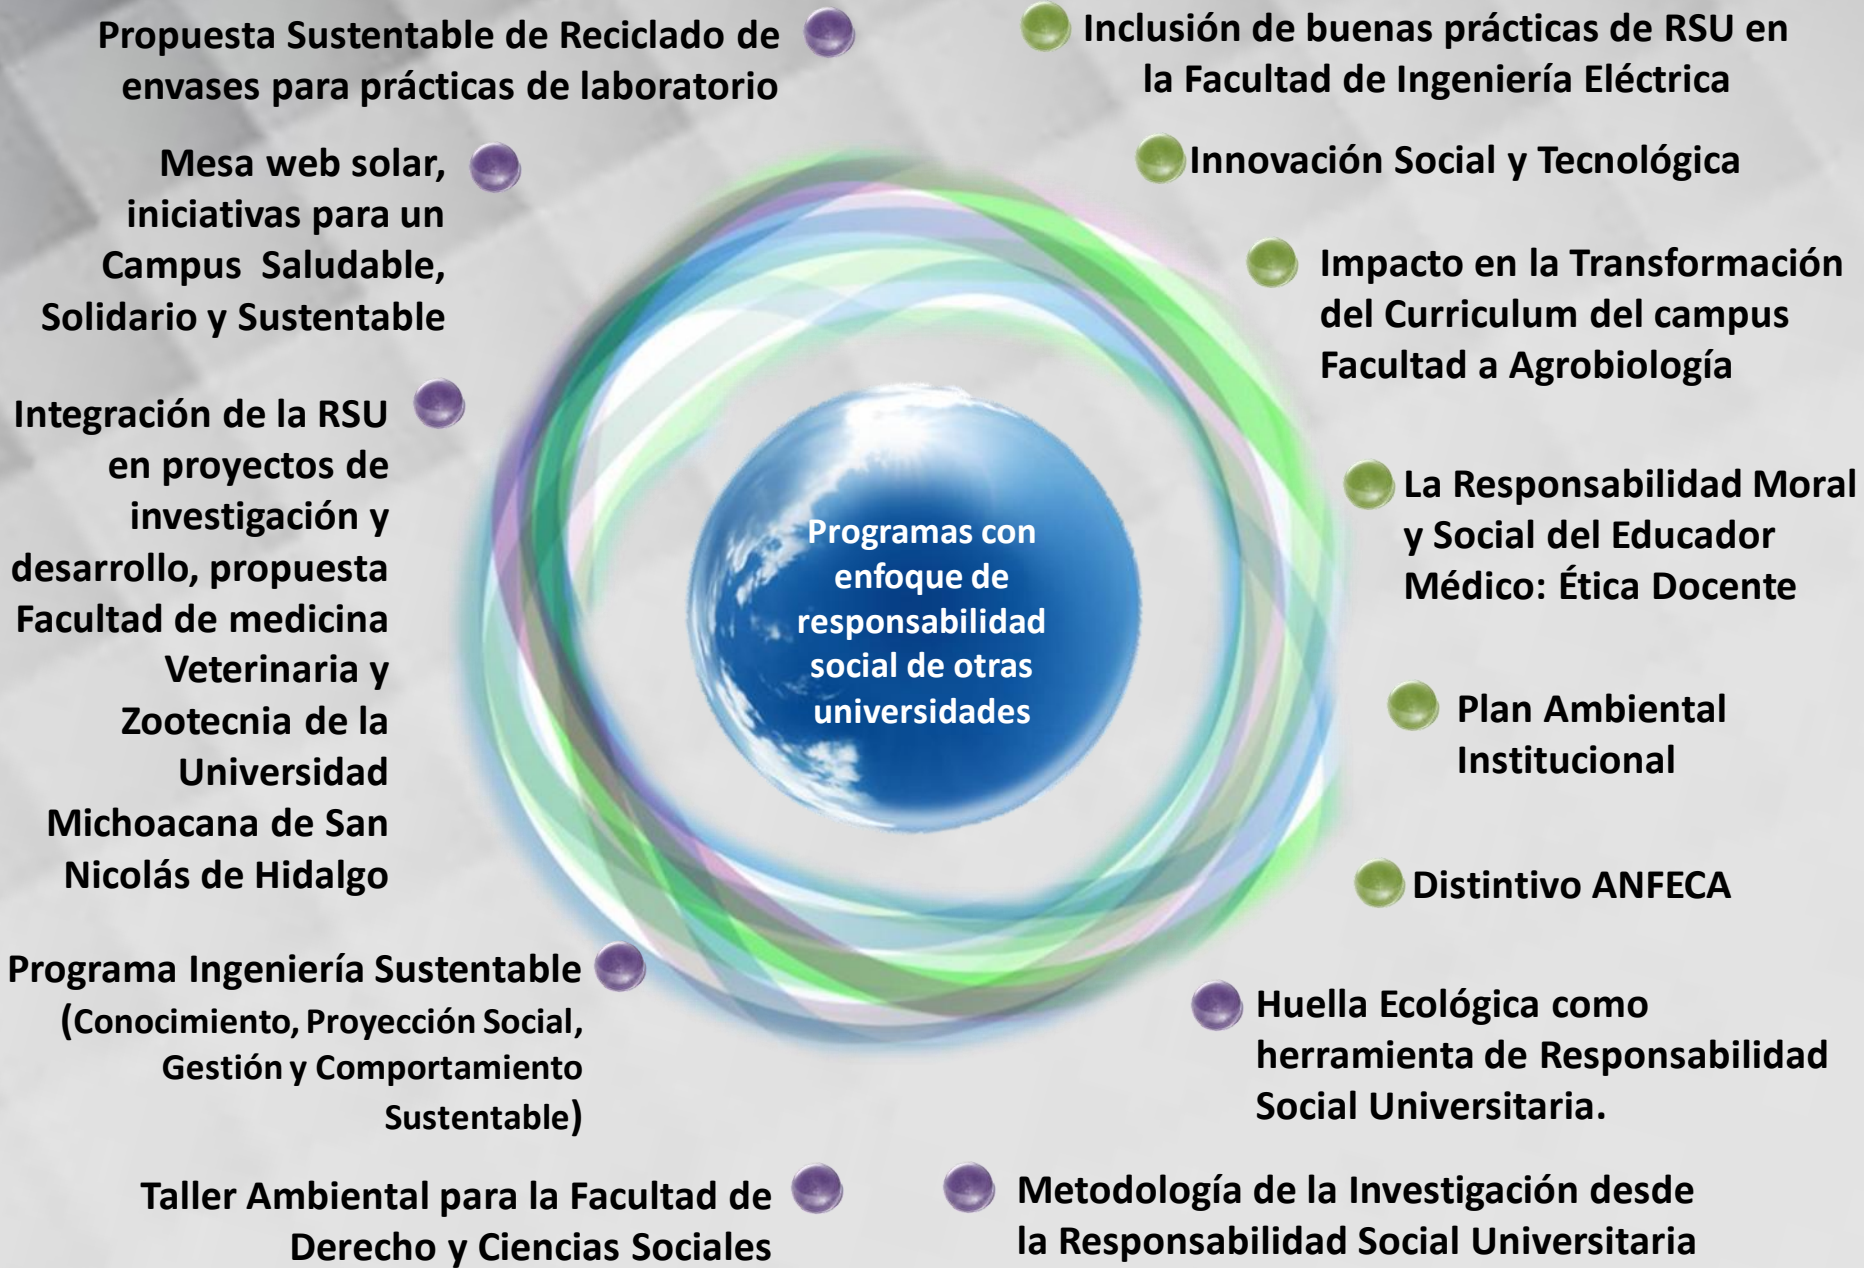 Propuesta Sustentable de Reciclado de
envases para prácticas de laboratorio
Mesa web solar,
iniciativas para un
Campus Saludable,
Solidario y Sustentable
Integración de la RSU
en proyectos de
investigación y
desarrollo, propuesta
Facultad de medicina
Veterinaria y
Zootecnia de la
Universidad
Michoacana de San
Nicolás de Hidalgo
Programa Ingeniería Sustentable
(Conocimiento, Proyección Social,
Gestión y Comportamiento
Sustentable)
Taller Ambiental para la Facultad de
Derecho y Ciencias Sociales
Programas con
enfoque de
responsabilidad
social de otras
universidades
Inclusión de buenas prácticas de RSU en
la Facultad de Ingeniería Eléctrica
Innovación Social y Tecnológica
Impacto en la Transformación
del Curriculum del campus
Facultad a Agrobiología
La Responsabilidad Moral
y Social del Educador
Médico: Ética Docente
Plan Ambiental
Institucional
Distintivo ANFECA
Huella Ecológica como
herramienta de Responsabilidad
Social Universitaria.
Metodología de la Investigación desde
la Responsabilidad Social Universitaria